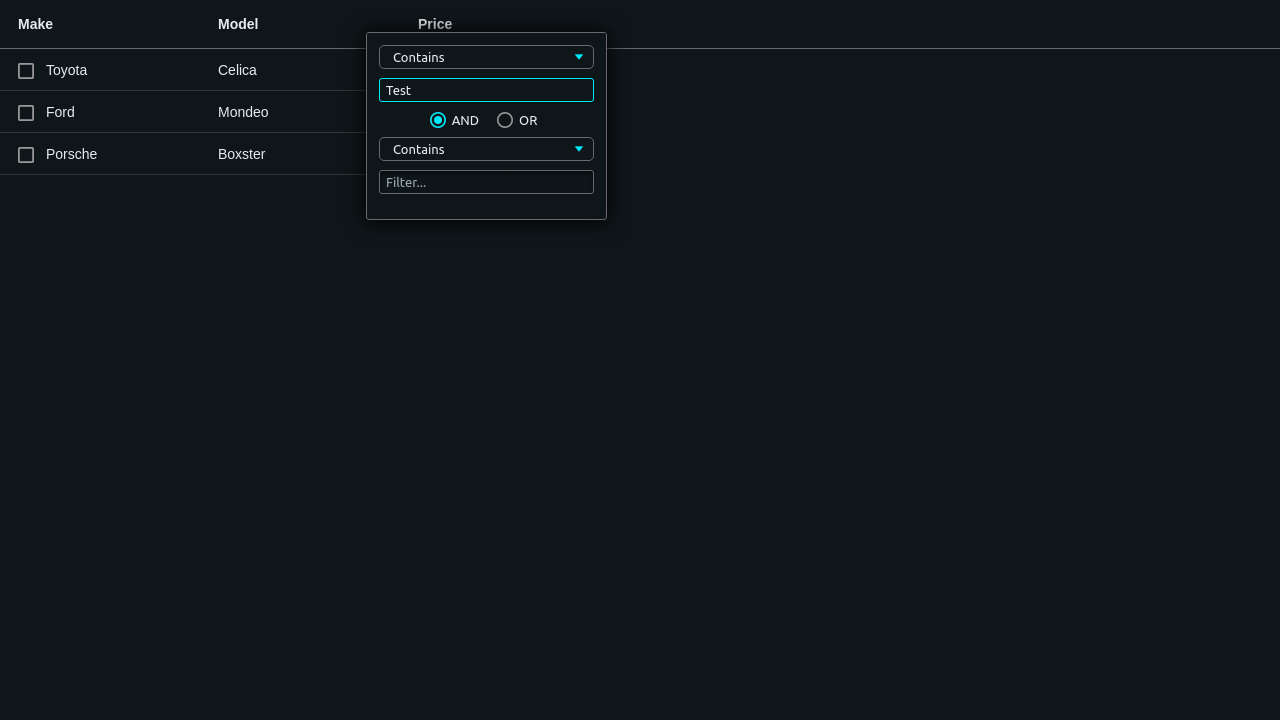 Make Model Price
Contains
Toyota Celica
Test
Ford Mondeo
AND OR
Porsche Boxster
Contains
Filter...